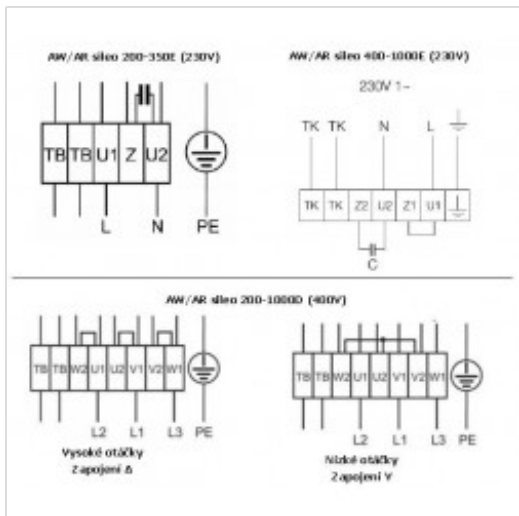 AW/AR sileo 200-350E (230V)
TB TB U1 Z U2
L N PE
AW/AR sileo 400-1000E (230V)
230V 1~
TK TK N L
TK TK Z2 U2 Z1 U1
C
AW/AR sileo 200-1000D (400V)
TB TB W2 U1 U2 V1 V2 W1
L2 L1 L3 PE
Vysoké otáčky
Zapojení Δ
TB TB W2 U1 U2 V1 V2 W1
L2 L1 L3 PE
Nízké otáčky
Zapojení Y